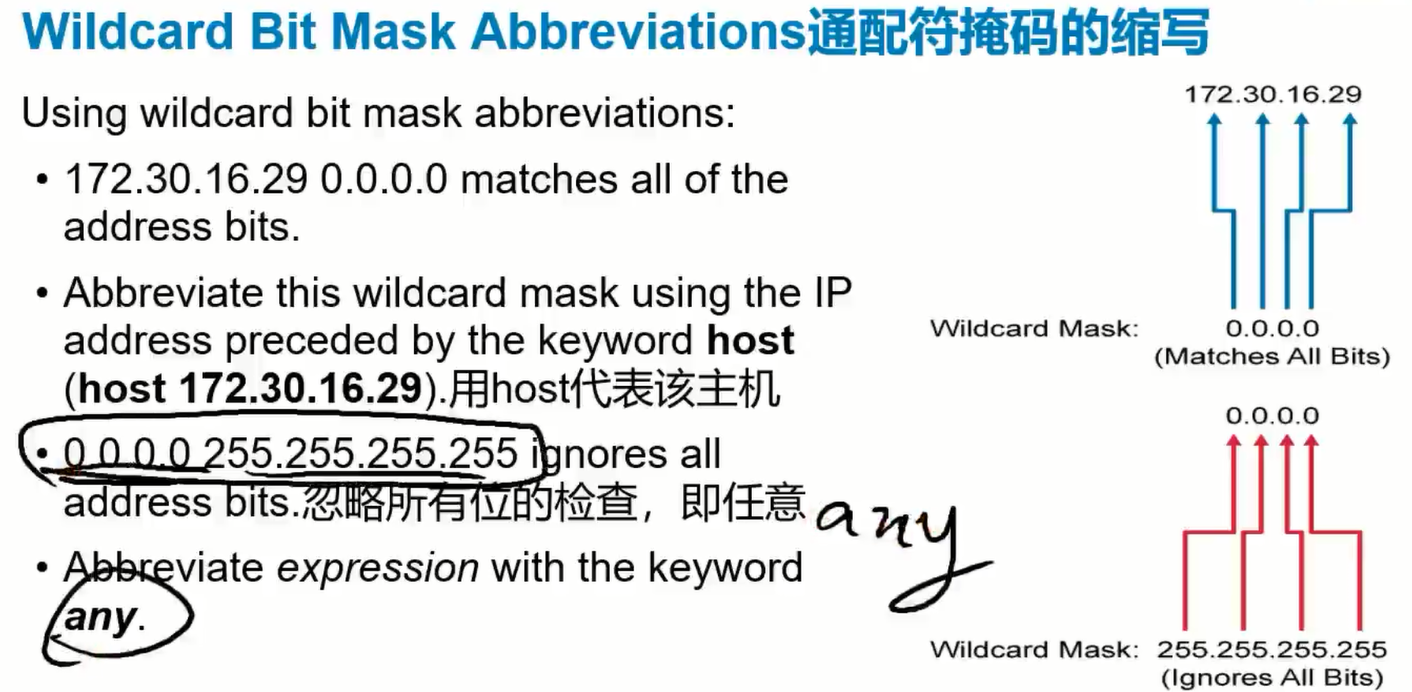 Wildcard Bit Mask Abbreviations通配符掩码的缩写
Using wildcard bit mask abbreviations:
• 172.30.16.29 0.0.0.0 matches all of the
address bits.
• Abbreviate this wildcard mask using the IP
address preceded by the keyword host
(host 172.30.16.29).用host代表该主机
• 0.0.0.0 255.255.255.255 ignores all
address bits.忽略所有位的检查，即任意
any
• Abbreviate expression with the keyword
any.
172.30.16.29
Wildcard Mask: 0.0.0.0
(Matches All Bits)
0.0.0.0
Wildcard Mask: 255.255.255.255
(Ignores All Bits)